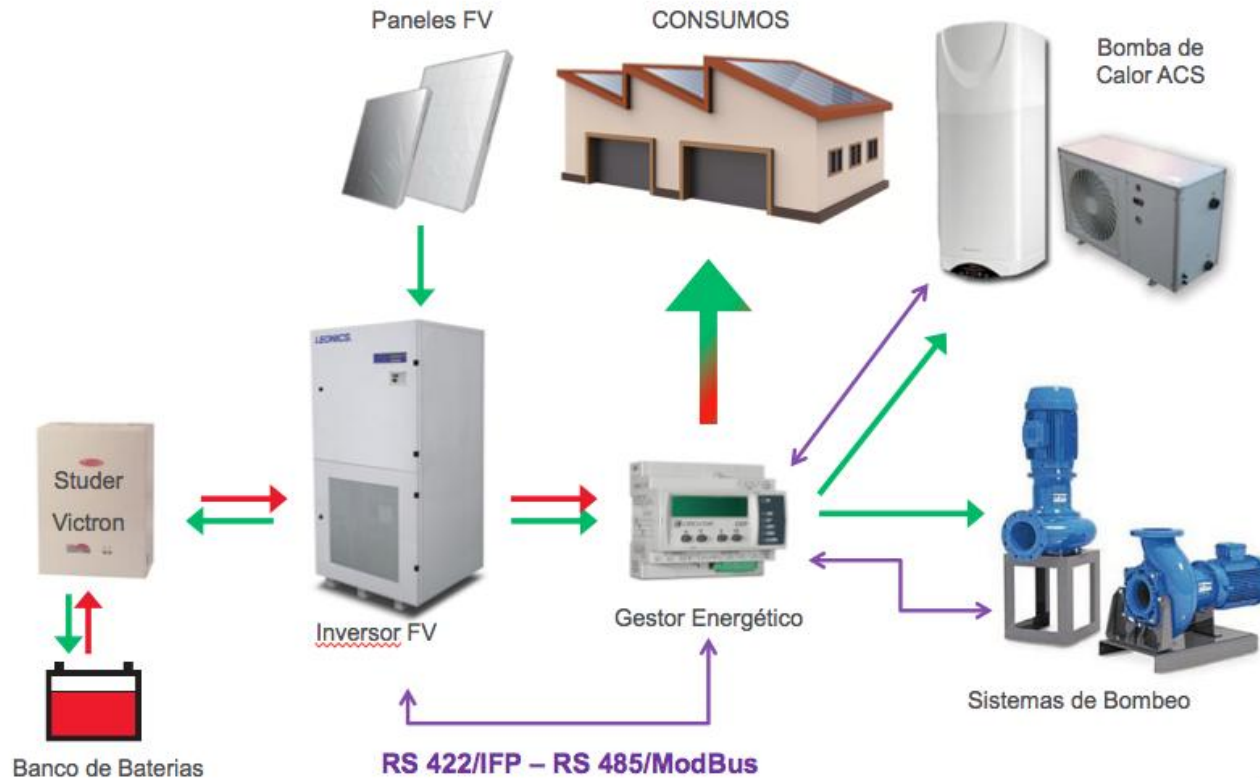 Paneles FV
CONSUMOS
Bomba de
Calor ACS
LEONICS
Studer
Victron
Inversor FV
Gestor Energético
Sistemas de Bombeo
Banco de Baterias
RS 422/IFP – RS 485/ModBus